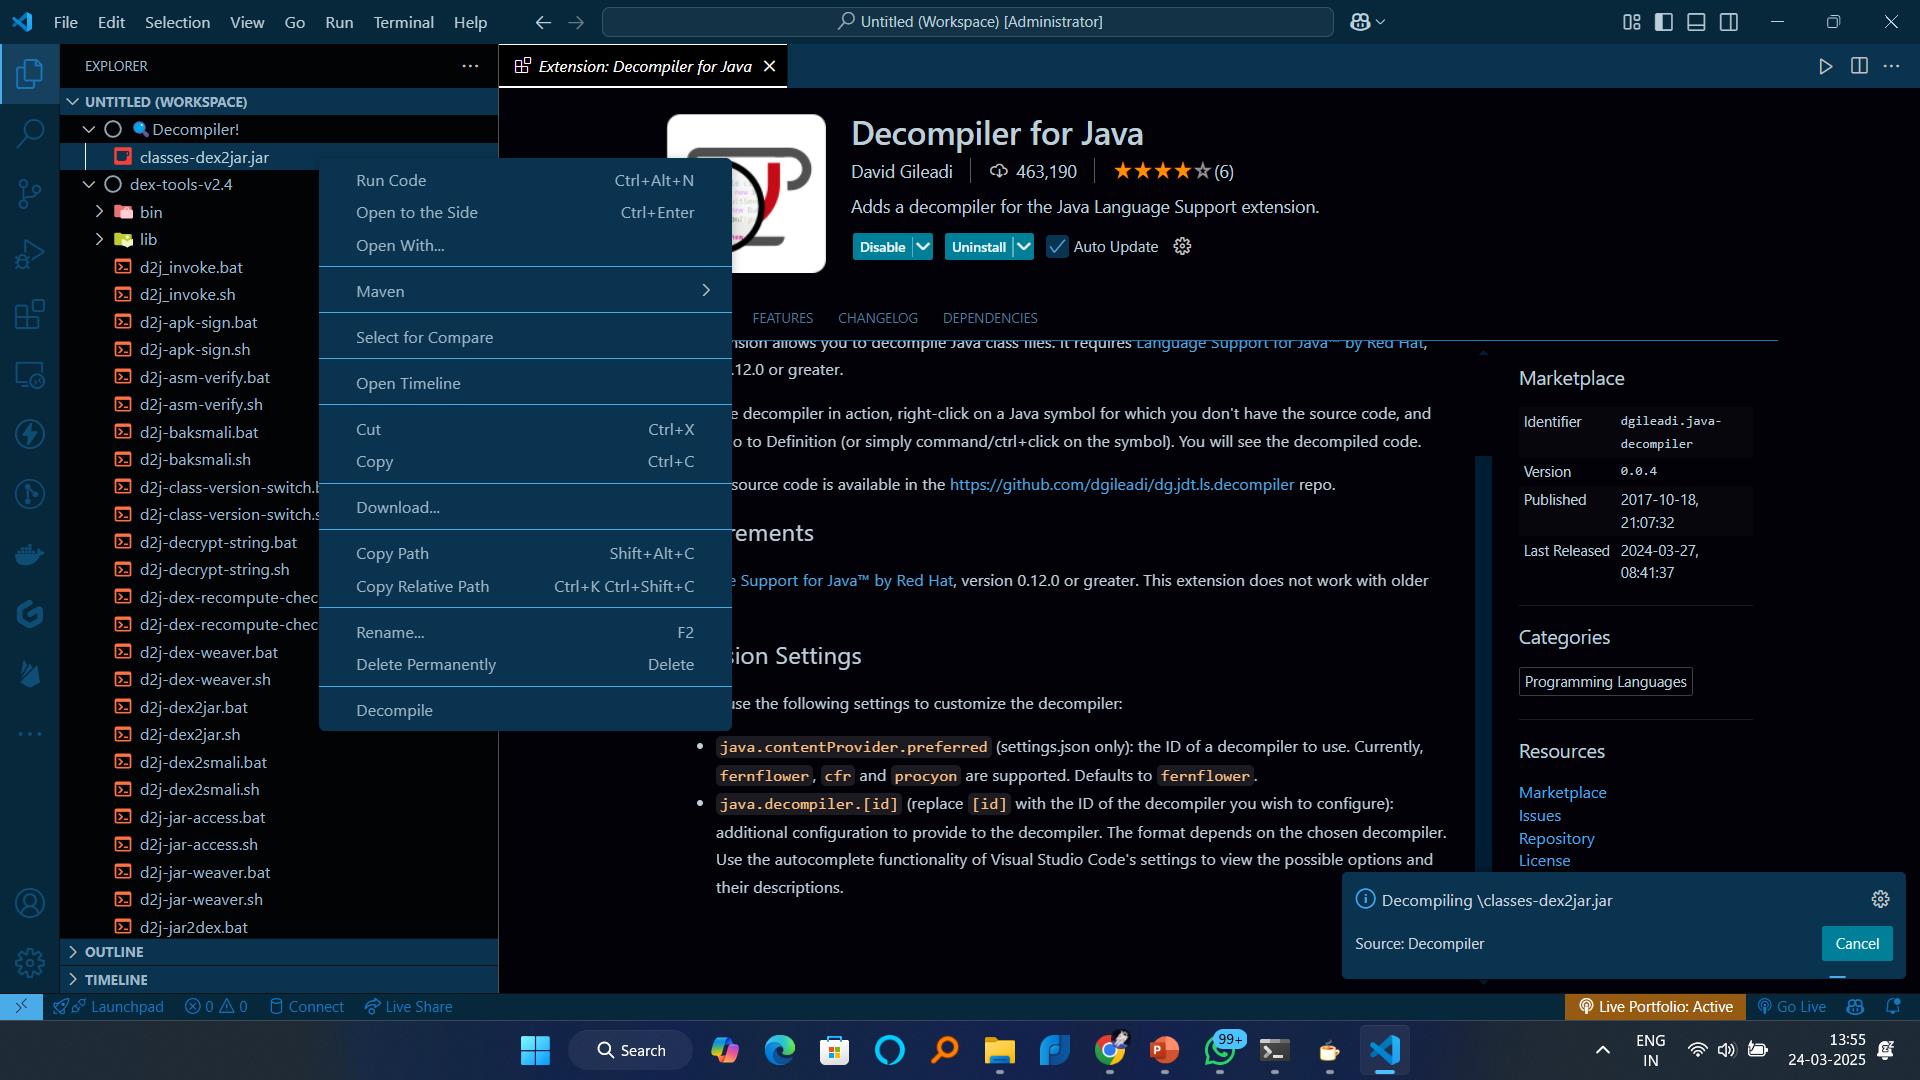 File Edit Selection View Go Run Terminal Help
Untitled (Workspace) [Administrator]
EXPLORER
UNTITLED (WORKSPACE)
Decompiler!
classes-dex2jar.jar
dex-tools-v2.4
bin
lib
d2j_invoke.bat
d2j_invoke.sh
d2j-apk-sign.bat
d2j-apk-sign.sh
d2j-asm-verify.bat
d2j-asm-verify.sh
d2j-baksmali.bat
d2j-baksmali.sh
d2j-class-version-switch.b
d2j-class-version-switch.s
d2j-decrypt-string.bat
d2j-decrypt-string.sh
d2j-dex-recompute-chec
d2j-dex-recompute-chec
d2j-dex-weaver.bat
d2j-dex-weaver.sh
d2j-dex2jar.bat
d2j-dex2jar.sh
d2j-dex2smali.bat
d2j-dex2smali.sh
d2j-jar-access.bat
d2j-jar-access.sh
d2j-jar-weaver.bat
d2j-jar-weaver.sh
d2j-jar2dex.bat
OUTLINE
TIMELINE
Run Code Ctrl+Alt+N
Open to the Side Ctrl+Enter
Open With...
Maven
Select for Compare
Open Timeline
Cut Ctrl+X
Copy Ctrl+C
Download...
Copy Path Shift+Alt+C
Copy Relative Path Ctrl+K Ctrl+Shift+C
Rename... F2
Delete Permanently Delete
Decompile
Extension: Decompiler for Java
Decompiler for Java
David Gileadi 463,190 (6)
Adds a decompiler for the Java Language Support extension.
Disable Uninstall Auto Update
FEATURES CHANGELOG DEPENDENCIES
nsion allows you to decompile Java class files. It requires Language Support for Java™ by Red Hat,
.12.0 or greater.
e decompiler in action, right-click on a Java symbol for which you don't have the source code, and
o to Definition (or simply command/ctrl+click on the symbol). You will see the decompiled code.
source code is available in the https://github.com/dgileadi/dg.jdt.ls.decompiler repo.
rements
e Support for Java™ by Red Hat, version 0.12.0 or greater. This extension does not work with older
sion Settings
use the following settings to customize the decompiler:
java.contentProvider.preferred (settings.json only): the ID of a decompiler to use. Currently,
fernflower, cfr and procyon are supported. Defaults to fernflower.
java.decompiler.[id] (replace [id] with the ID of the decompiler you wish to configure):
additional configuration to provide to the decompiler. The format depends on the chosen decompiler.
Use the autocomplete functionality of Visual Studio Code's settings to view the possible options and
their descriptions.
Marketplace
Identifier dgileadi.java-
decompiler
Version 0.0.4
Published 2017-10-18,
21:07:32
Last Released 2024-03-27,
08:41:37
Categories
Programming Languages
Resources
Marketplace
Issues
Repository
License
Decompiling \classes-dex2jar.jar
Source: Decompiler Cancel
Launchpad 0 0 Connect Live Share Live Portfolio: Active Go Live
Search
99+
ENG
IN
13:55
24-03-2025